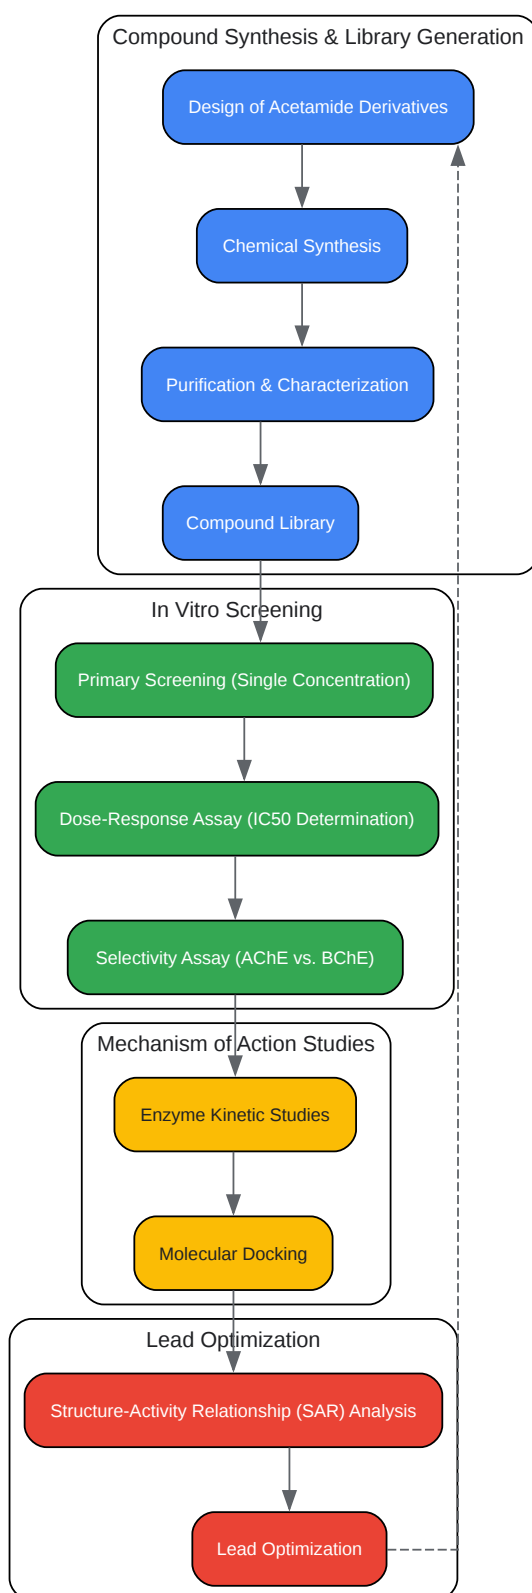 Compound Synthesis & Library Generation
Design of Acetamide Derivatives
Chemical Synthesis
Purification & Characterization
Compound Library
In Vitro Screening
Primary Screening (Single Concentration)
Dose-Response Assay (IC50 Determination)
Selectivity Assay (AChE vs. BChE)
Mechanism of Action Studies
Enzyme Kinetic Studies
Molecular Docking
Lead Optimization
Structure-Activity Relationship (SAR) Analysis
Lead Optimization